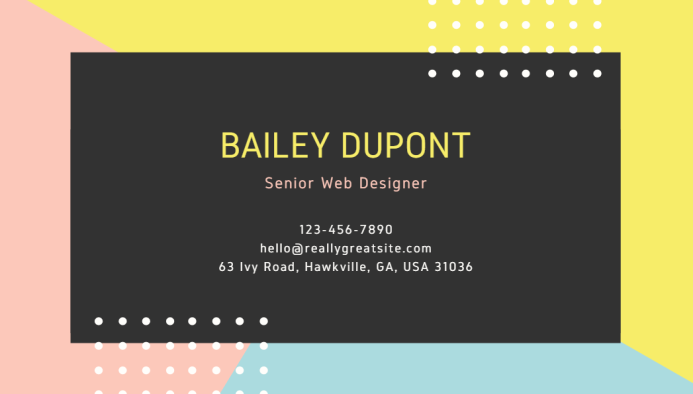 BAILEY DUPONT
Senior Web Designer
123-456-7890
hello@reallygreatsite.com
63 Ivy Road, Hawkville, GA, USA 31036